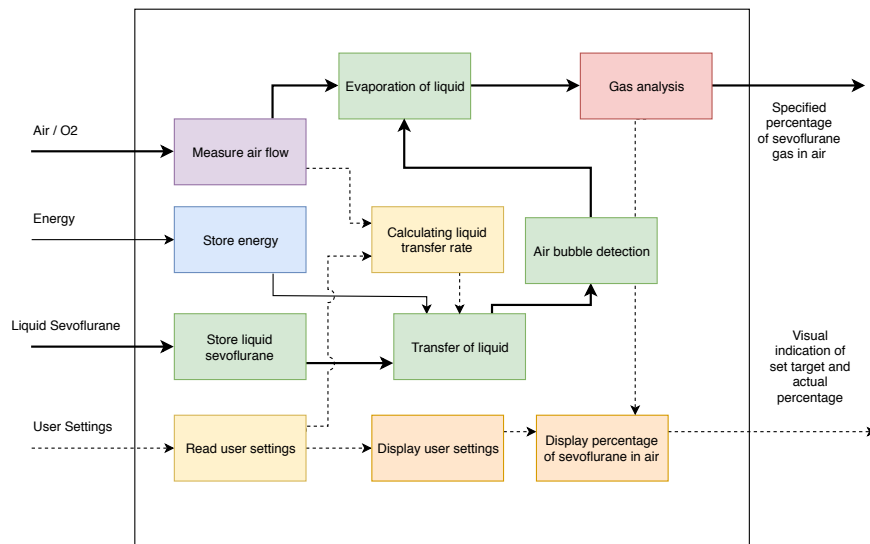 Air / O2
Measure air flow
Evaporation of liquid
Gas analysis
Specified
percentage
of sevoflurane
gas in air
Energy
Store energy
Calculating liquid
transfer rate
Air bubble detection
Liquid Sevoflurane
Store liquid
sevoflurane
Transfer of liquid
Visual
indication of
set target and
actual
percentage
User Settings
Read user settings
Display user settings
Display percentage
of sevoflurane in air